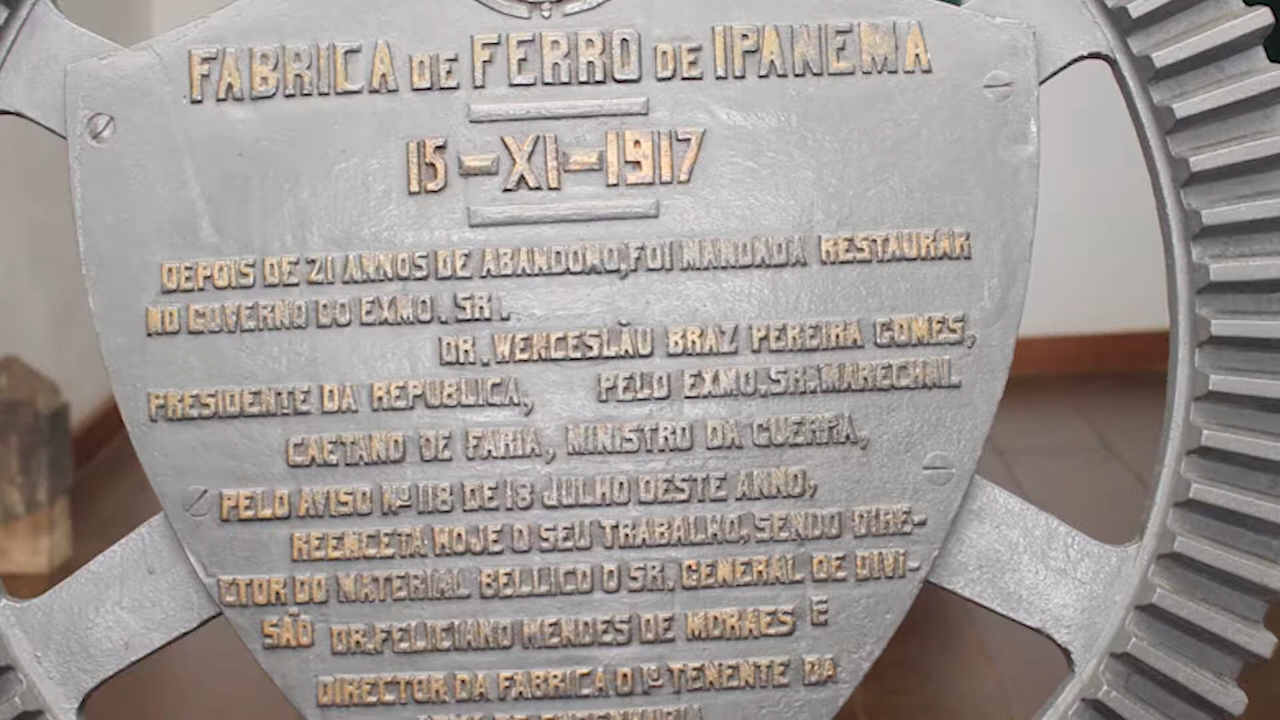 FABRICA DE FERRO DE IPANEMA
15-XI-1917
DEPOIS DE 21 ANNOS DE ABANDONO, FOI MANDADA RESTAURAR
NO GOVERNO DO EXMO. SR.
DR. WENCESLÃU BRAZ PEREIRA GOMES,
PRESIDENTE DA REPUBLICA, PELO EXMO. SR. MARECHAL
CAETANO DE FARIA, MINISTRO DA GUERRA,
PELO AVISO Nº 118 DE 18 JULHO DESTE ANNO,
REENCETA HOJE O SEU TRABALHO, SENDO DIRE-
CTOR DO MATERIAL BELLICO O SR. GENERAL DE DIVI-
SÃO DR. FELICIANO MENDES DE MORAES E
DIRECTOR DA FABRICA O 1º TENENTE DA